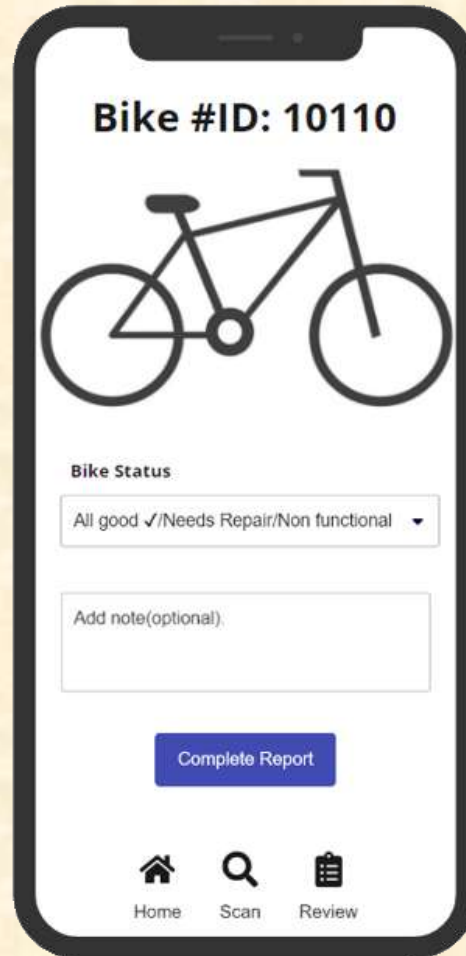 Bike #ID: 10110
Bike Status
All good ✓/Needs Repair/Non functional
Add note(optional).
Complete Report
Home Scan Review